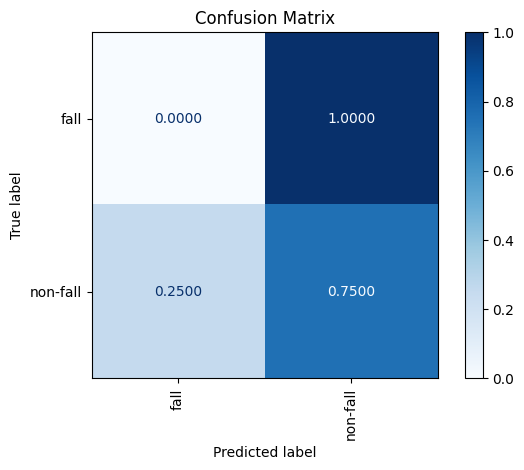 Confusion Matrix
True label
fall
0.0000
1.0000
non-fall
0.2500
0.7500
fall
non-fall
Predicted label
1.0
0.8
0.6
0.4
0.2
0.0